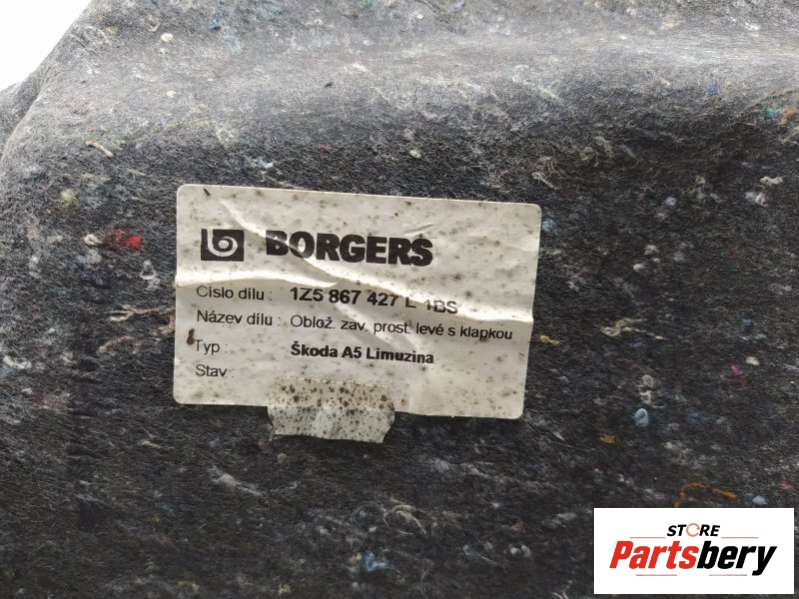 BORGERS
Cislo dílu : 1Z5 867 427 L 1BS
Název dílu : Oblož. zav. prost. levé s klapkou
Typ : Škoda A5 Limuzina
Stav
STORE
Partsbery